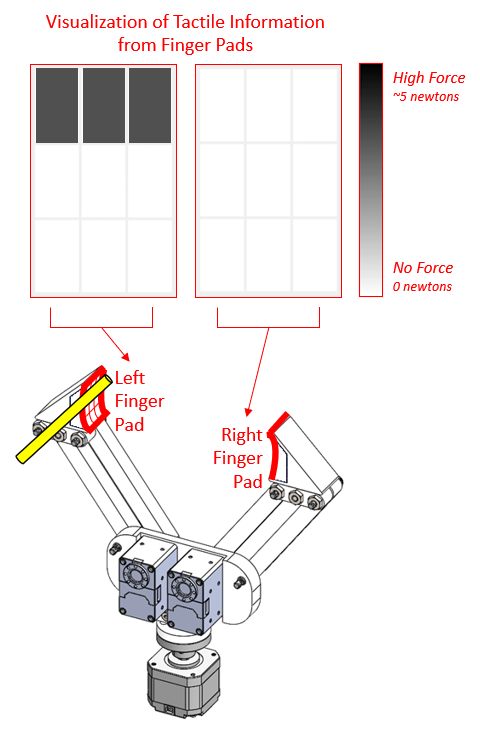 Visualization of Tactile Information
from Finger Pads
High Force
~5 newtons
No Force
0 newtons
Left
Finger
Pad
Right
Finger
Pad